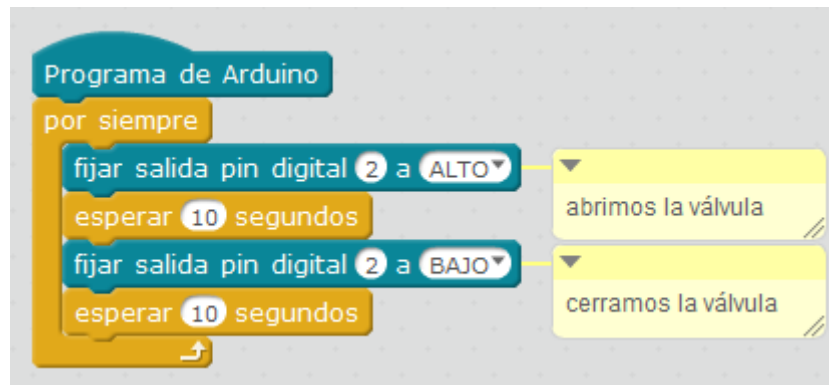 Programa de Arduino
por siempre
fijar salida pin digital 2 a ALTO
abrimos la válvula
esperar 10 segundos
fijar salida pin digital 2 a BAJO
cerramos la válvula
esperar 10 segundos